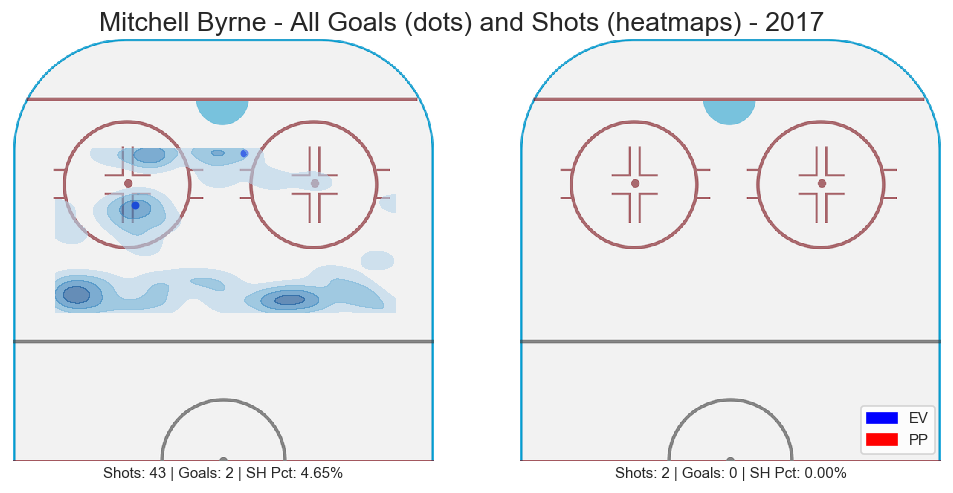 Mitchell Byrne - All Goals (dots) and Shots (heatmaps) - 2017
EV
PP
Shots: 43 | Goals: 2 | SH Pct: 4.65%
Shots: 2 | Goals: 0 | SH Pct: 0.00%